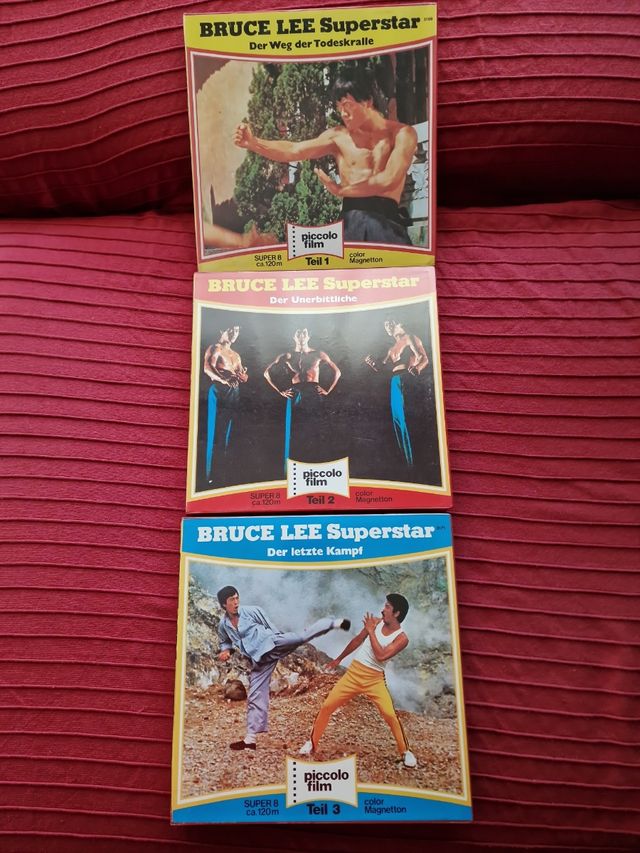 BRUCE LEE Superstar
Der Weg der Todeskralle
piccolo
film
SUPER 8
ca.120m
Teil 1
color
Magnetton
BRUCE LEE Superstar
Der Unerbittliche
piccolo
film
SUPER 8
ca.120m
Teil 2
color
Magnetton
BRUCE LEE Superstar
Der letzte Kampf
piccolo
film
SUPER 8
ca.120m
Teil 3
color
Magnetton